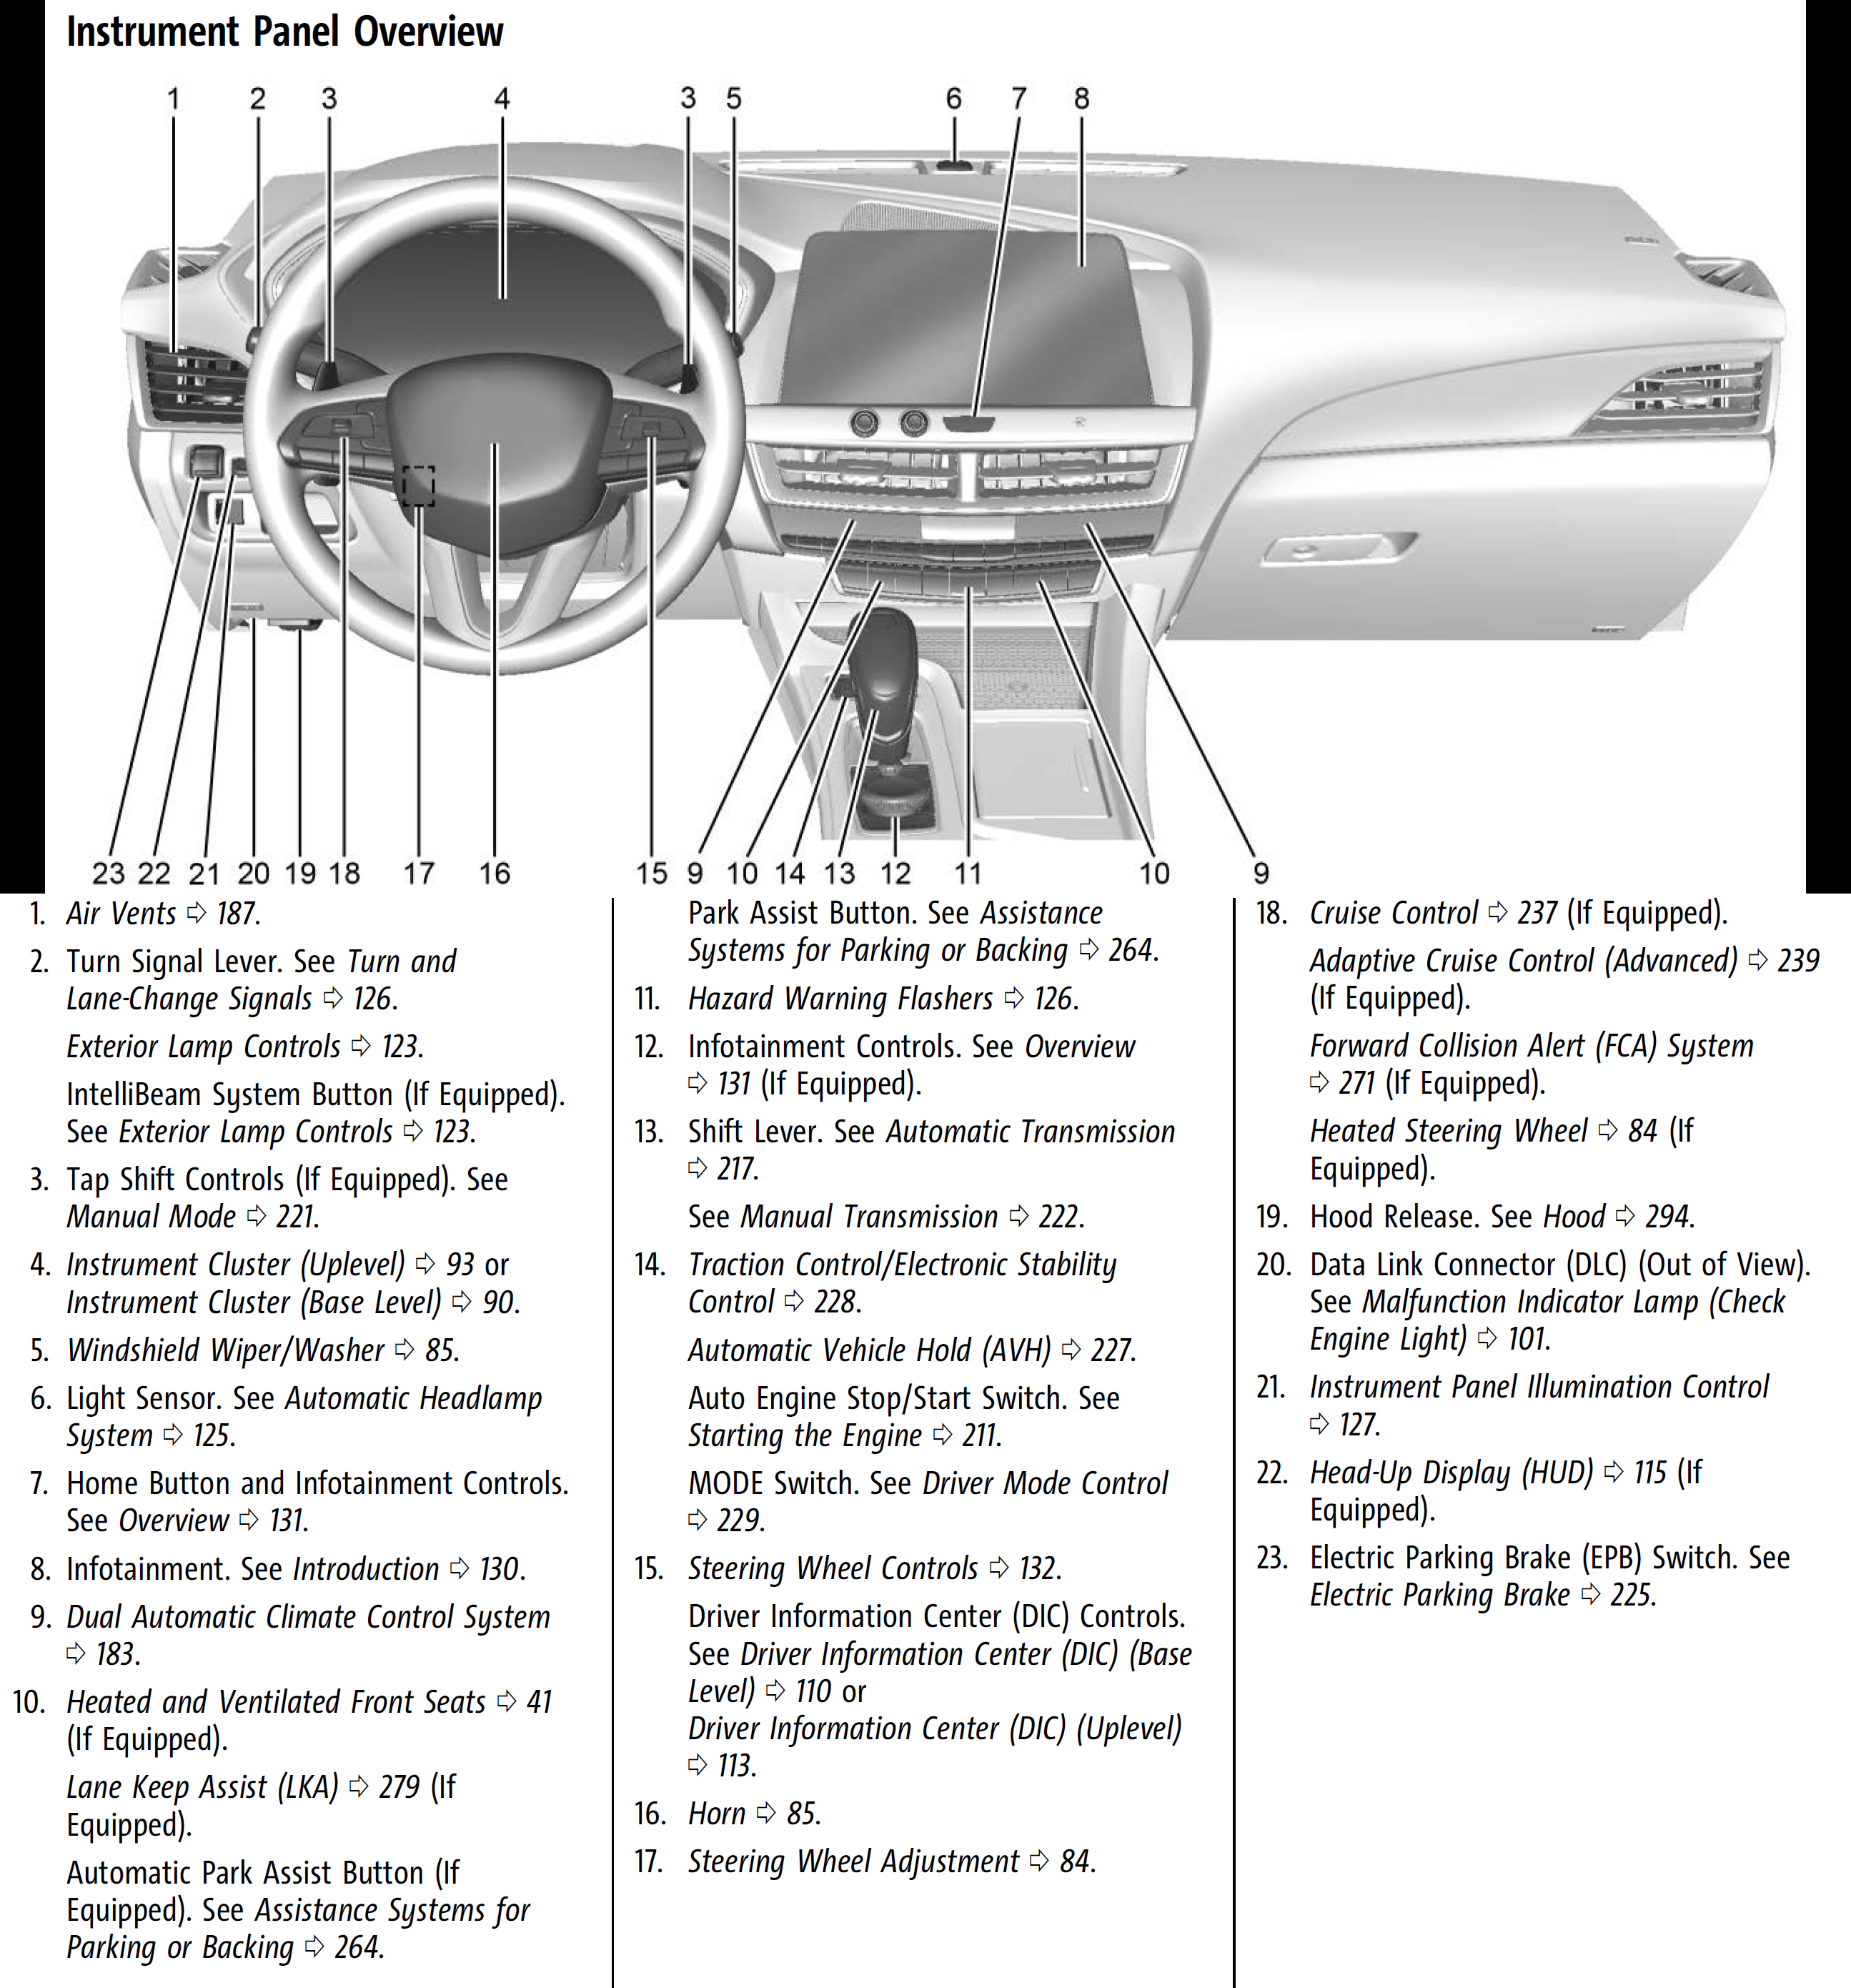 Instrument Panel Overview
1 2 3 4 3 5 6 7 8
23 22 21 20 19 18 17 16 15 9 10 14 13 12 11 10 9
1. Air Vents ⇨ 187.
2. Turn Signal Lever. See Turn and
Lane-Change Signals ⇨ 126.
Exterior Lamp Controls ⇨ 123.
IntelliBeam System Button (If Equipped).
See Exterior Lamp Controls ⇨ 123.
3. Tap Shift Controls (If Equipped). See
Manual Mode ⇨ 221.
4. Instrument Cluster (Uplevel) ⇨ 93 or
Instrument Cluster (Base Level) ⇨ 90.
5. Windshield Wiper/Washer ⇨ 85.
6. Light Sensor. See Automatic Headlamp
System ⇨ 125.
7. Home Button and Infotainment Controls.
See Overview ⇨ 131.
8. Infotainment. See Introduction ⇨ 130.
9. Dual Automatic Climate Control System
⇨ 183.
10. Heated and Ventilated Front Seats ⇨ 41
(If Equipped).
Lane Keep Assist (LKA) ⇨ 279 (If
Equipped).
Automatic Park Assist Button (If
Equipped). See Assistance Systems for
Parking or Backing ⇨ 264.
Park Assist Button. See Assistance
Systems for Parking or Backing ⇨ 264.
11. Hazard Warning Flashers ⇨ 126.
12. Infotainment Controls. See Overview
⇨ 131 (If Equipped).
13. Shift Lever. See Automatic Transmission
⇨ 217.
See Manual Transmission ⇨ 222.
14. Traction Control/Electronic Stability
Control ⇨ 228.
Automatic Vehicle Hold (AVH) ⇨ 227.
Auto Engine Stop/Start Switch. See
Starting the Engine ⇨ 211.
MODE Switch. See Driver Mode Control
⇨ 229.
15. Steering Wheel Controls ⇨ 132.
Driver Information Center (DIC) Controls.
See Driver Information Center (DIC) (Base
Level) ⇨ 110 or
Driver Information Center (DIC) (Uplevel)
⇨ 113.
16. Horn ⇨ 85.
17. Steering Wheel Adjustment ⇨ 84.
18. Cruise Control ⇨ 237 (If Equipped).
Adaptive Cruise Control (Advanced) ⇨ 239
(If Equipped).
Forward Collision Alert (FCA) System
⇨ 271 (If Equipped).
Heated Steering Wheel ⇨ 84 (If
Equipped).
19. Hood Release. See Hood ⇨ 294.
20. Data Link Connector (DLC) (Out of View).
See Malfunction Indicator Lamp (Check
Engine Light) ⇨ 101.
21. Instrument Panel Illumination Control
⇨ 127.
22. Head-Up Display (HUD) ⇨ 115 (If
Equipped).
23. Electric Parking Brake (EPB) Switch. See
Electric Parking Brake ⇨ 225.